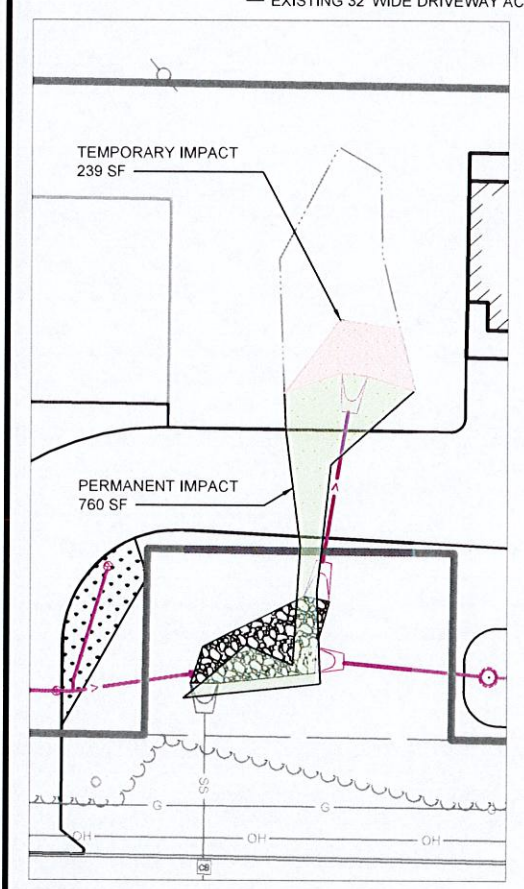 EXISTING 32' WIDE DRIVEWAY AC
TEMPORARY IMPACT
239 SF
PERMANENT IMPACT
760 SF
SS
G
G
G
OH
OH
OH
CB